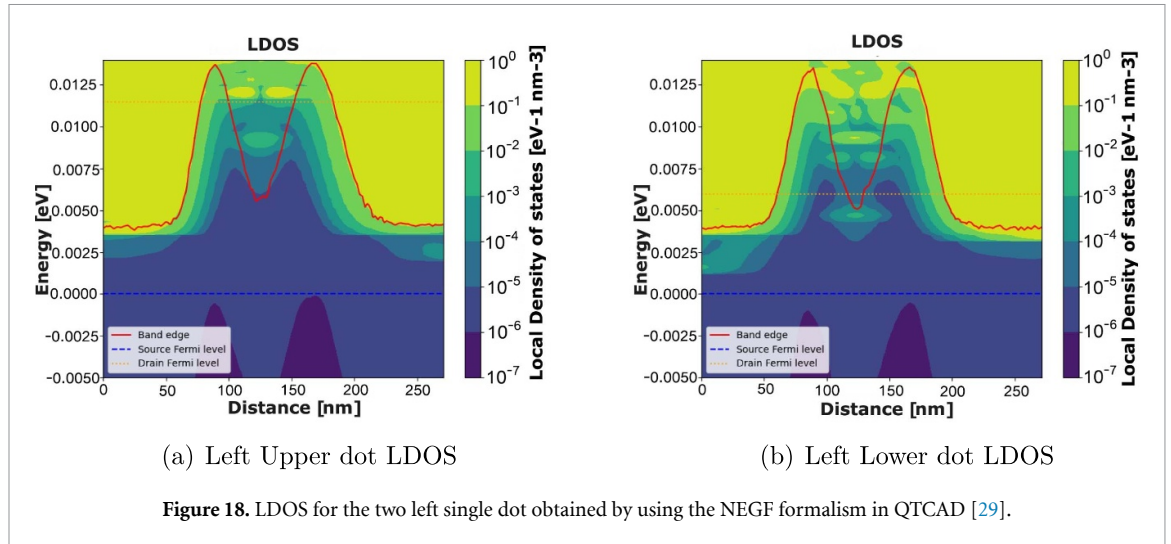 LDOS
0.0125
0.0100
0.0075
0.0050
0.0025
0.0000
−0.0025
−0.0050
Energy [eV]
Band edge
Source Fermi level
Drain Fermi level
0 50 100 150 200 250
Distance [nm]
10^0
10^-1
10^-2
10^-3
10^-4
10^-5
10^-6
10^-7
Local Density of states [eV-1 nm-3]
(a) Left Upper dot LDOS
LDOS
0.0125
0.0100
0.0075
0.0050
0.0025
0.0000
−0.0025
−0.0050
Energy [eV]
Band edge
Source Fermi level
Drain Fermi level
0 50 100 150 200 250
Distance [nm]
10^0
10^-1
10^-2
10^-3
10^-4
10^-5
10^-6
10^-7
Local Density of states [eV-1 nm-3]
(b) Left Lower dot LDOS
Figure 18. LDOS for the two left single dot obtained by using the NEGF formalism in QTCAD [29].